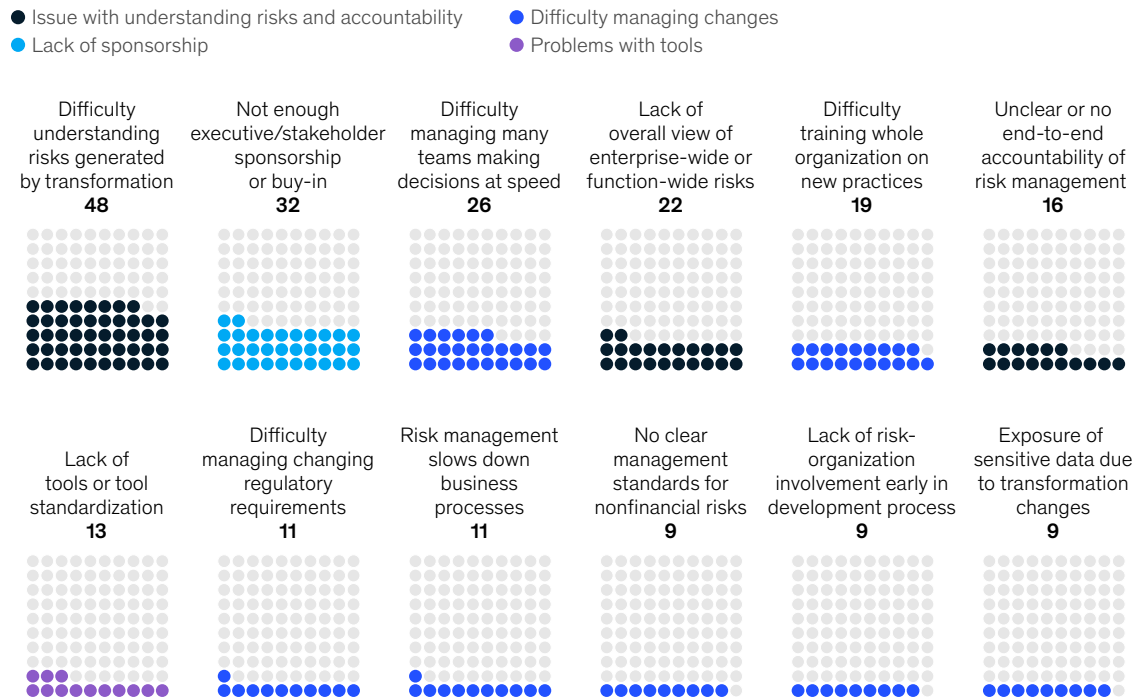 Issue with understanding risks and accountability
Difficulty managing changes
Lack of sponsorship
Problems with tools
Difficulty
understanding
risks generated
by transformation
48
Not enough
executive/stakeholder
sponsorship
or buy-in
32
Difficulty
managing many
teams making
decisions at speed
26
Lack of
overall view of
enterprise-wide or
function-wide risks
22
Difficulty
training whole
organization on
new practices
19
Unclear or no
end-to-end
accountability of
risk management
16
Lack of
tools or tool
standardization
13
Difficulty
managing changing
regulatory
requirements
11
Risk management
slows down
business
processes
11
No clear
management
standards for
nonfinancial risks
9
Lack of risk-
organization
involvement early in
development process
9
Exposure of
sensitive data due
to transformation
changes
9